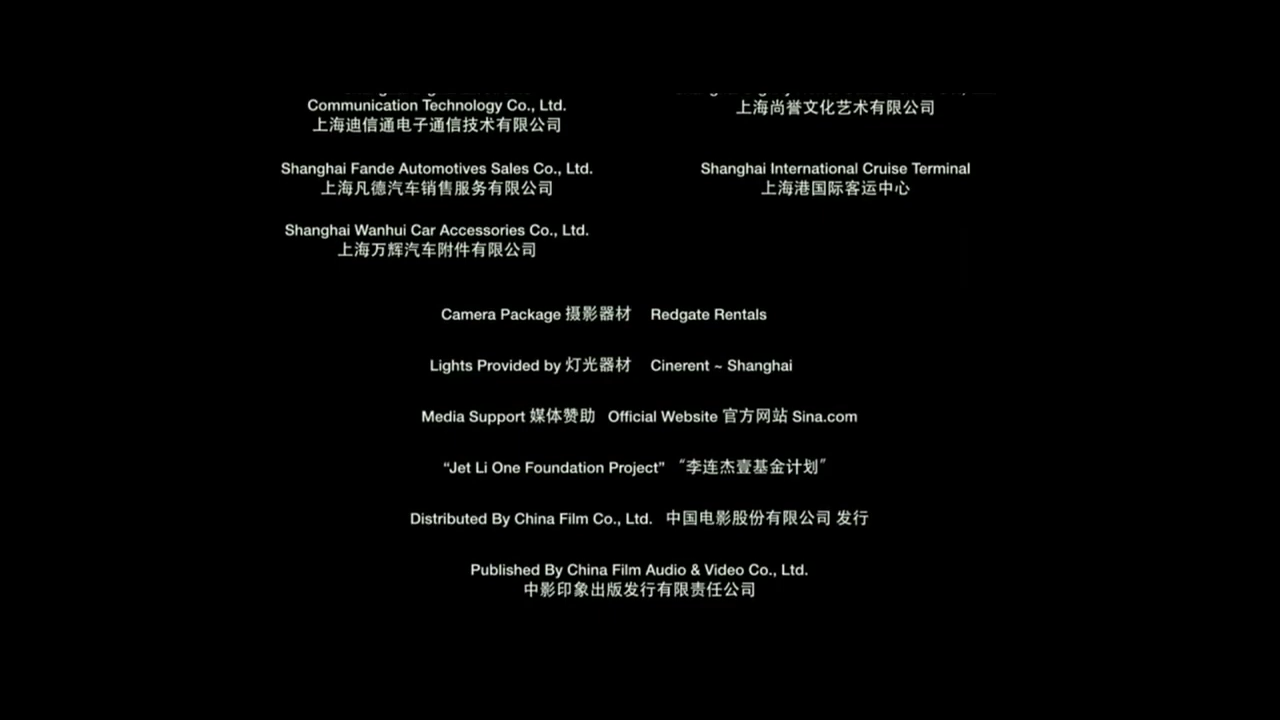 Communication Technology Co., Ltd.
上海迪信通电子通信技术有限公司
上海尚誉文化艺术有限公司
Shanghai Fande Automotives Sales Co., Ltd.
上海凡德汽车销售服务有限公司
Shanghai International Cruise Terminal
上海港国际客运中心
Shanghai Wanhui Car Accessories Co., Ltd.
上海万辉汽车附件有限公司
Camera Package 摄影器材 Redgate Rentals
Lights Provided by 灯光器材 Cinerent ~ Shanghai
Media Support 媒体赞助 Official Website 官方网站 Sina.com
“Jet Li One Foundation Project” “李连杰壹基金计划”
Distributed By China Film Co., Ltd. 中国电影股份有限公司 发行
Published By China Film Audio & Video Co., Ltd.
中影印象出版发行有限责任公司